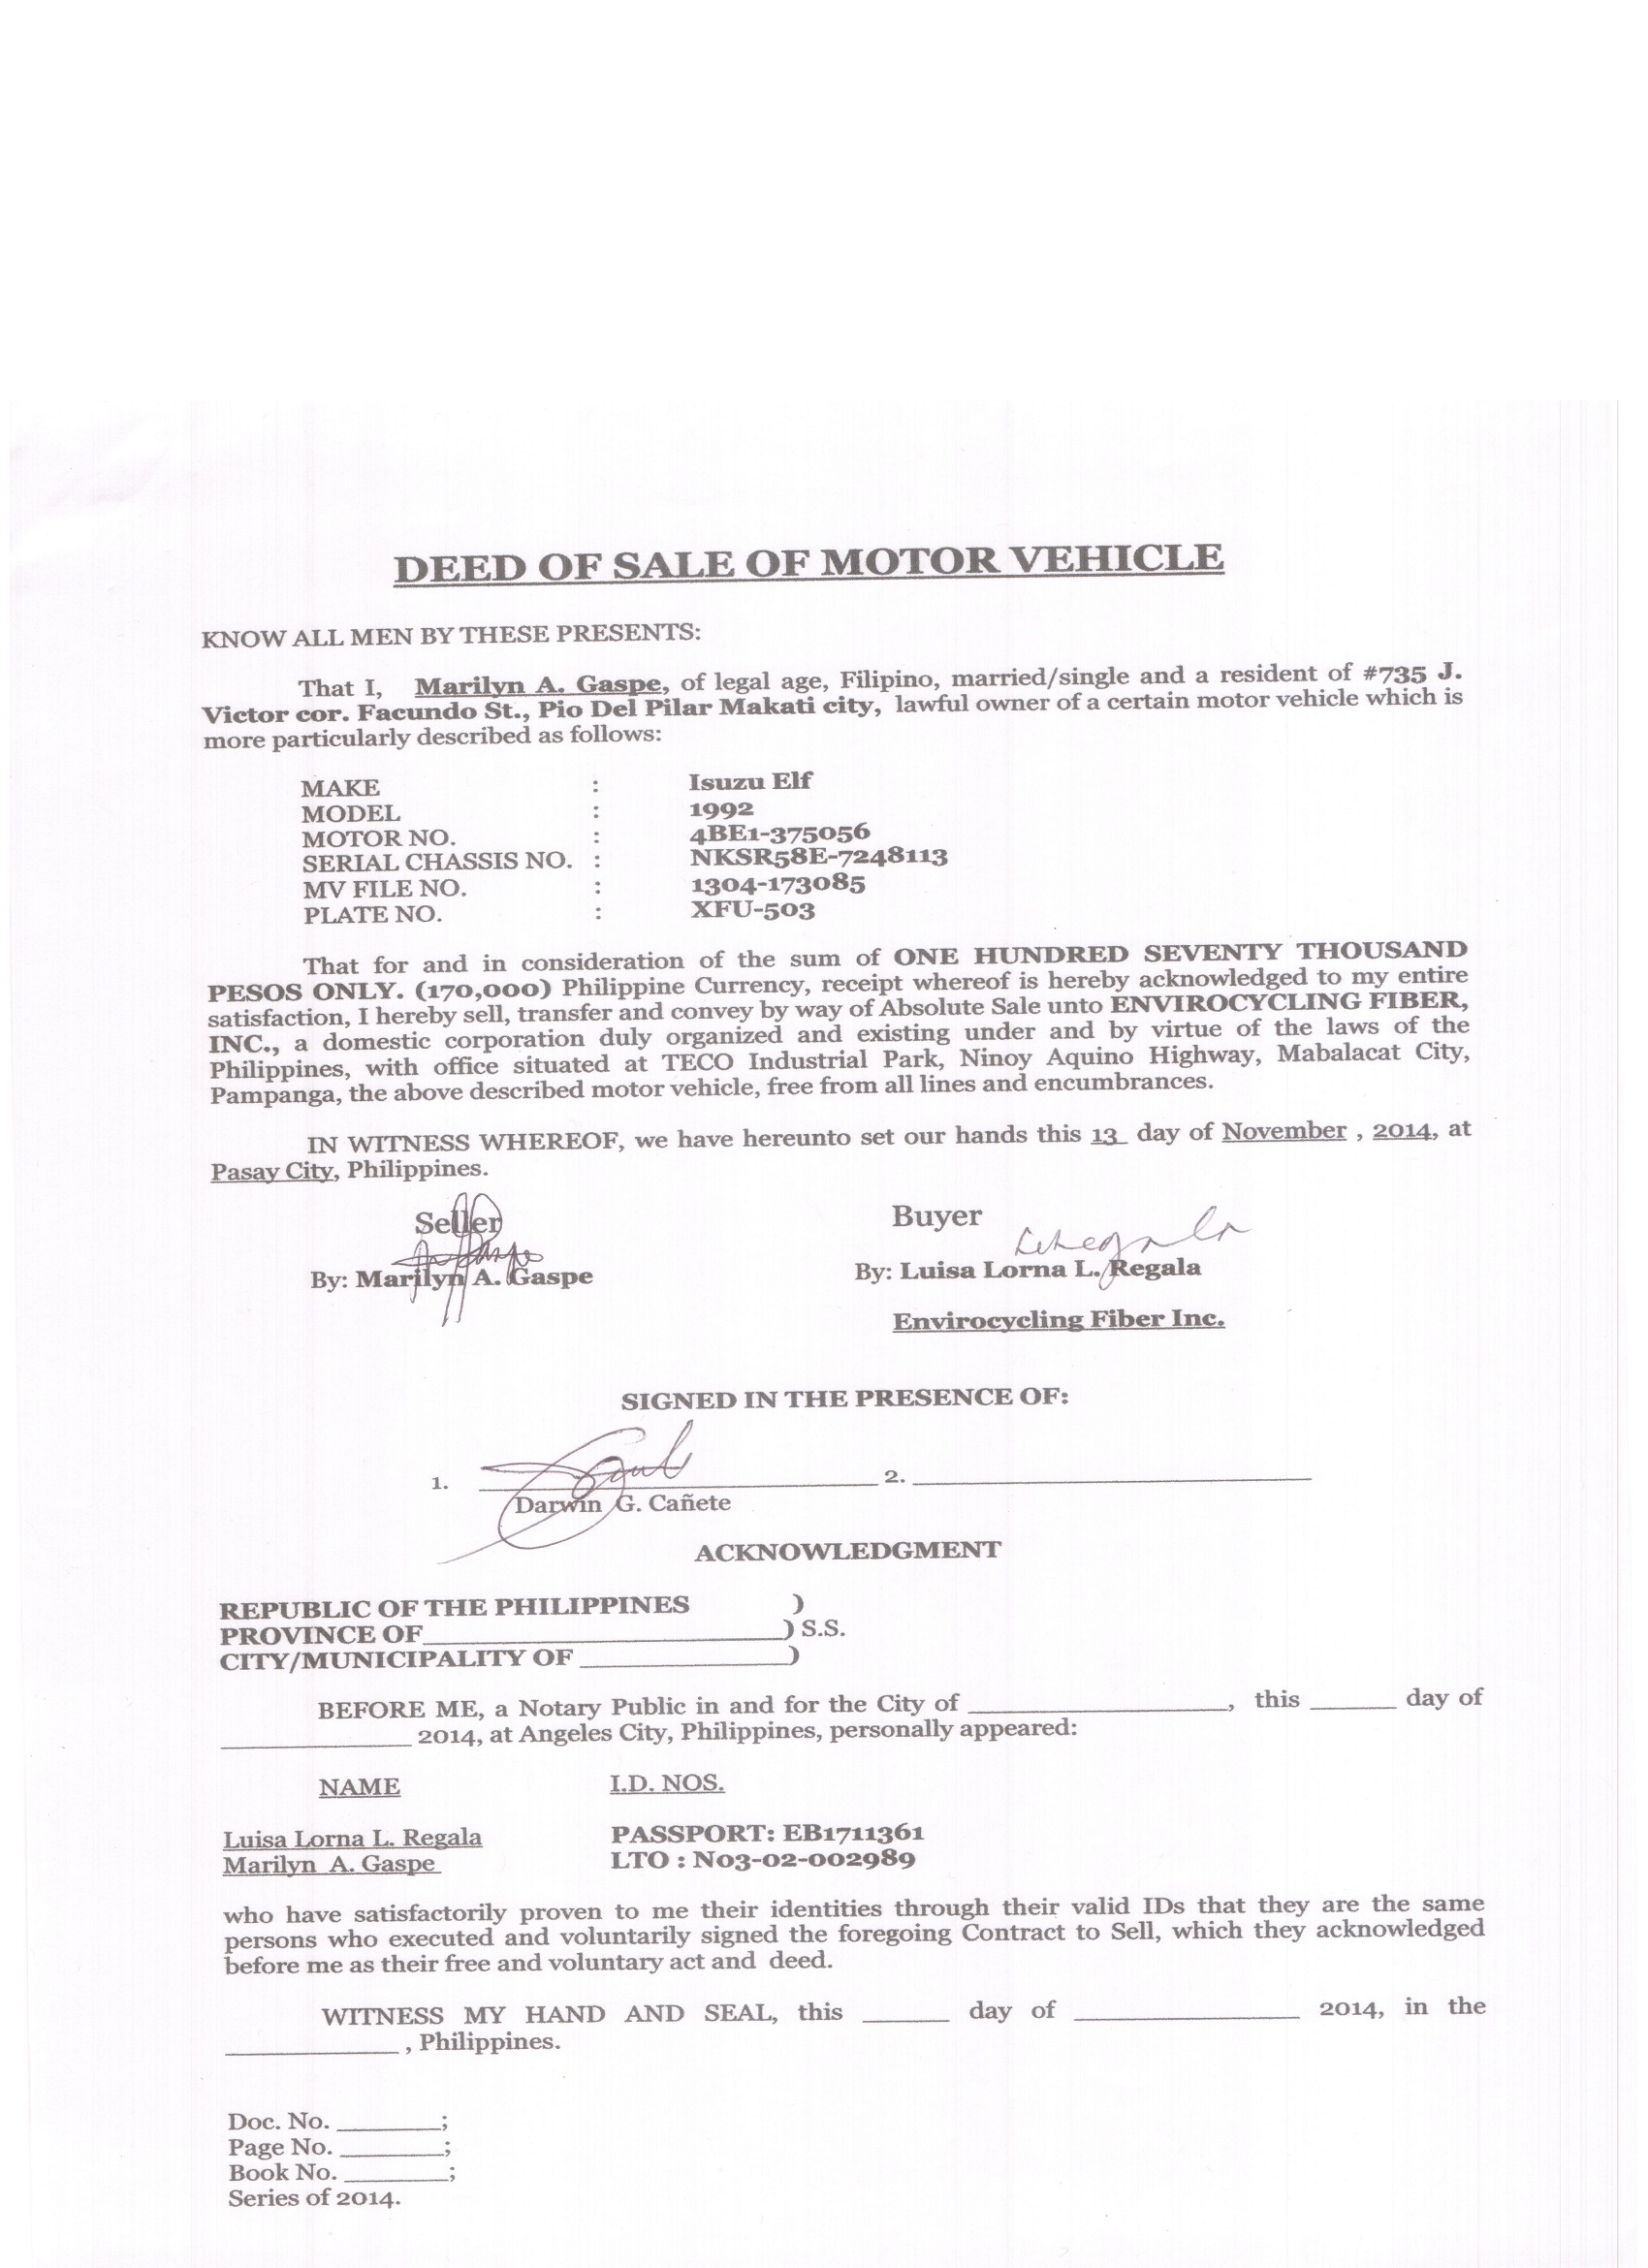 DEED OF SALE OF MOTOR VEHICLE
KNOW ALL MEN BY THESE PRESENTS:
That I, Marilyn A. Gaspe, of legal age, Filipino, married/single and a resident of #735 J.
Victor cor. Facundo St., Pio Del Pilar Makati city, lawful owner of a certain motor vehicle which is
more particularly described as follows:
MAKE : Isuzu Elf
MODEL : 1992
MOTOR NO. : 4BE1-375056
SERIAL CHASSIS NO. : NKSR58E-7248113
MV FILE NO. : 1304-173085
PLATE NO. : XFU-503
That for and in consideration of the sum of ONE HUNDRED SEVENTY THOUSAND
PESOS ONLY. (170,000) Philippine Currency, receipt whereof is hereby acknowledged to my entire
satisfaction, I hereby sell, transfer and convey by way of Absolute Sale unto ENVIROCYCLING FIBER,
INC., a domestic corporation duly organized and existing under and by virtue of the laws of the
Philippines, with office situated at TECO Industrial Park, Ninoy Aquino Highway, Mabalacat City,
Pampanga, the above described motor vehicle, free from all lines and encumbrances.
IN WITNESS WHEREOF, we have hereunto set our hands this 13 day of November , 2014, at
Pasay City, Philippines.
Seller Buyer
By: Marilyn A. Gaspe By: Luisa Lorna L. Regala
Envirocycling Fiber Inc.
SIGNED IN THE PRESENCE OF:
1. ____________ 2. ____________
Darwin G. Cañete
ACKNOWLEDGMENT
REPUBLIC OF THE PHILIPPINES )
PROVINCE OF____________) S.S.
CITY/MUNICIPALITY OF ____________)
BEFORE ME, a Notary Public in and for the City of ____________, this ______ day of
____________ 2014, at Angeles City, Philippines, personally appeared:
NAME I.D. NOS.
Luisa Lorna L. Regala PASSPORT: EB1711361
Marilyn A. Gaspe LTO : N03-02-002989
who have satisfactorily proven to me their identities through their valid IDs that they are the same
persons who executed and voluntarily signed the foregoing Contract to Sell, which they acknowledged
before me as their free and voluntary act and deed.
WITNESS MY HAND AND SEAL, this ______ day of ____________ 2014, in the
____________ , Philippines.
Doc. No. ________;
Page No. ________;
Book No. ________;
Series of 2014.